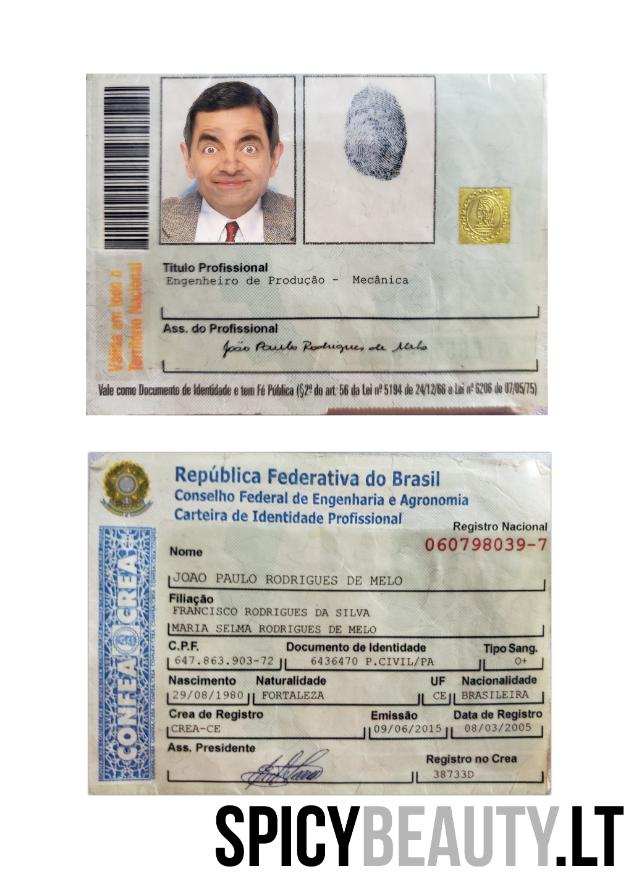 Titulo Profissional
Engenheiro de Produção - Mecânica
Ass. do Profissional
João Paulo Rodrigues de Melo
Válida em todo o
Território Nacional
Vale como Documento de Identidade e tem Fé Pública (§2º do art. 56 da Lei nº 5194 de 24/12/66 e Lei nº 6206 de 07/05/75)
República Federativa do Brasil
Conselho Federal de Engenharia e Agronomia
Carteira de Identidade Profissional
Registro Nacional
060798039-7
Nome
JOAO PAULO RODRIGUES DE MELO
Filiação
FRANCISCO RODRIGUES DA SILVA
MARIA SELMA RODRIGUES DE MELO
C.P.F. Documento de Identidade Tipo Sang.
647.863.903-72 6436470 P.CIVIL/PA O+
Nascimento Naturalidade UF Nacionalidade
29/08/1980 FORTALEZA CE BRASILEIRA
Crea de Registro Emissão Data de Registro
CREA-CE 09/06/2015 08/03/2005
Ass. Presidente Registro no Crea
38733D
CONFEA CREA
SPICYBEAUTY.LT